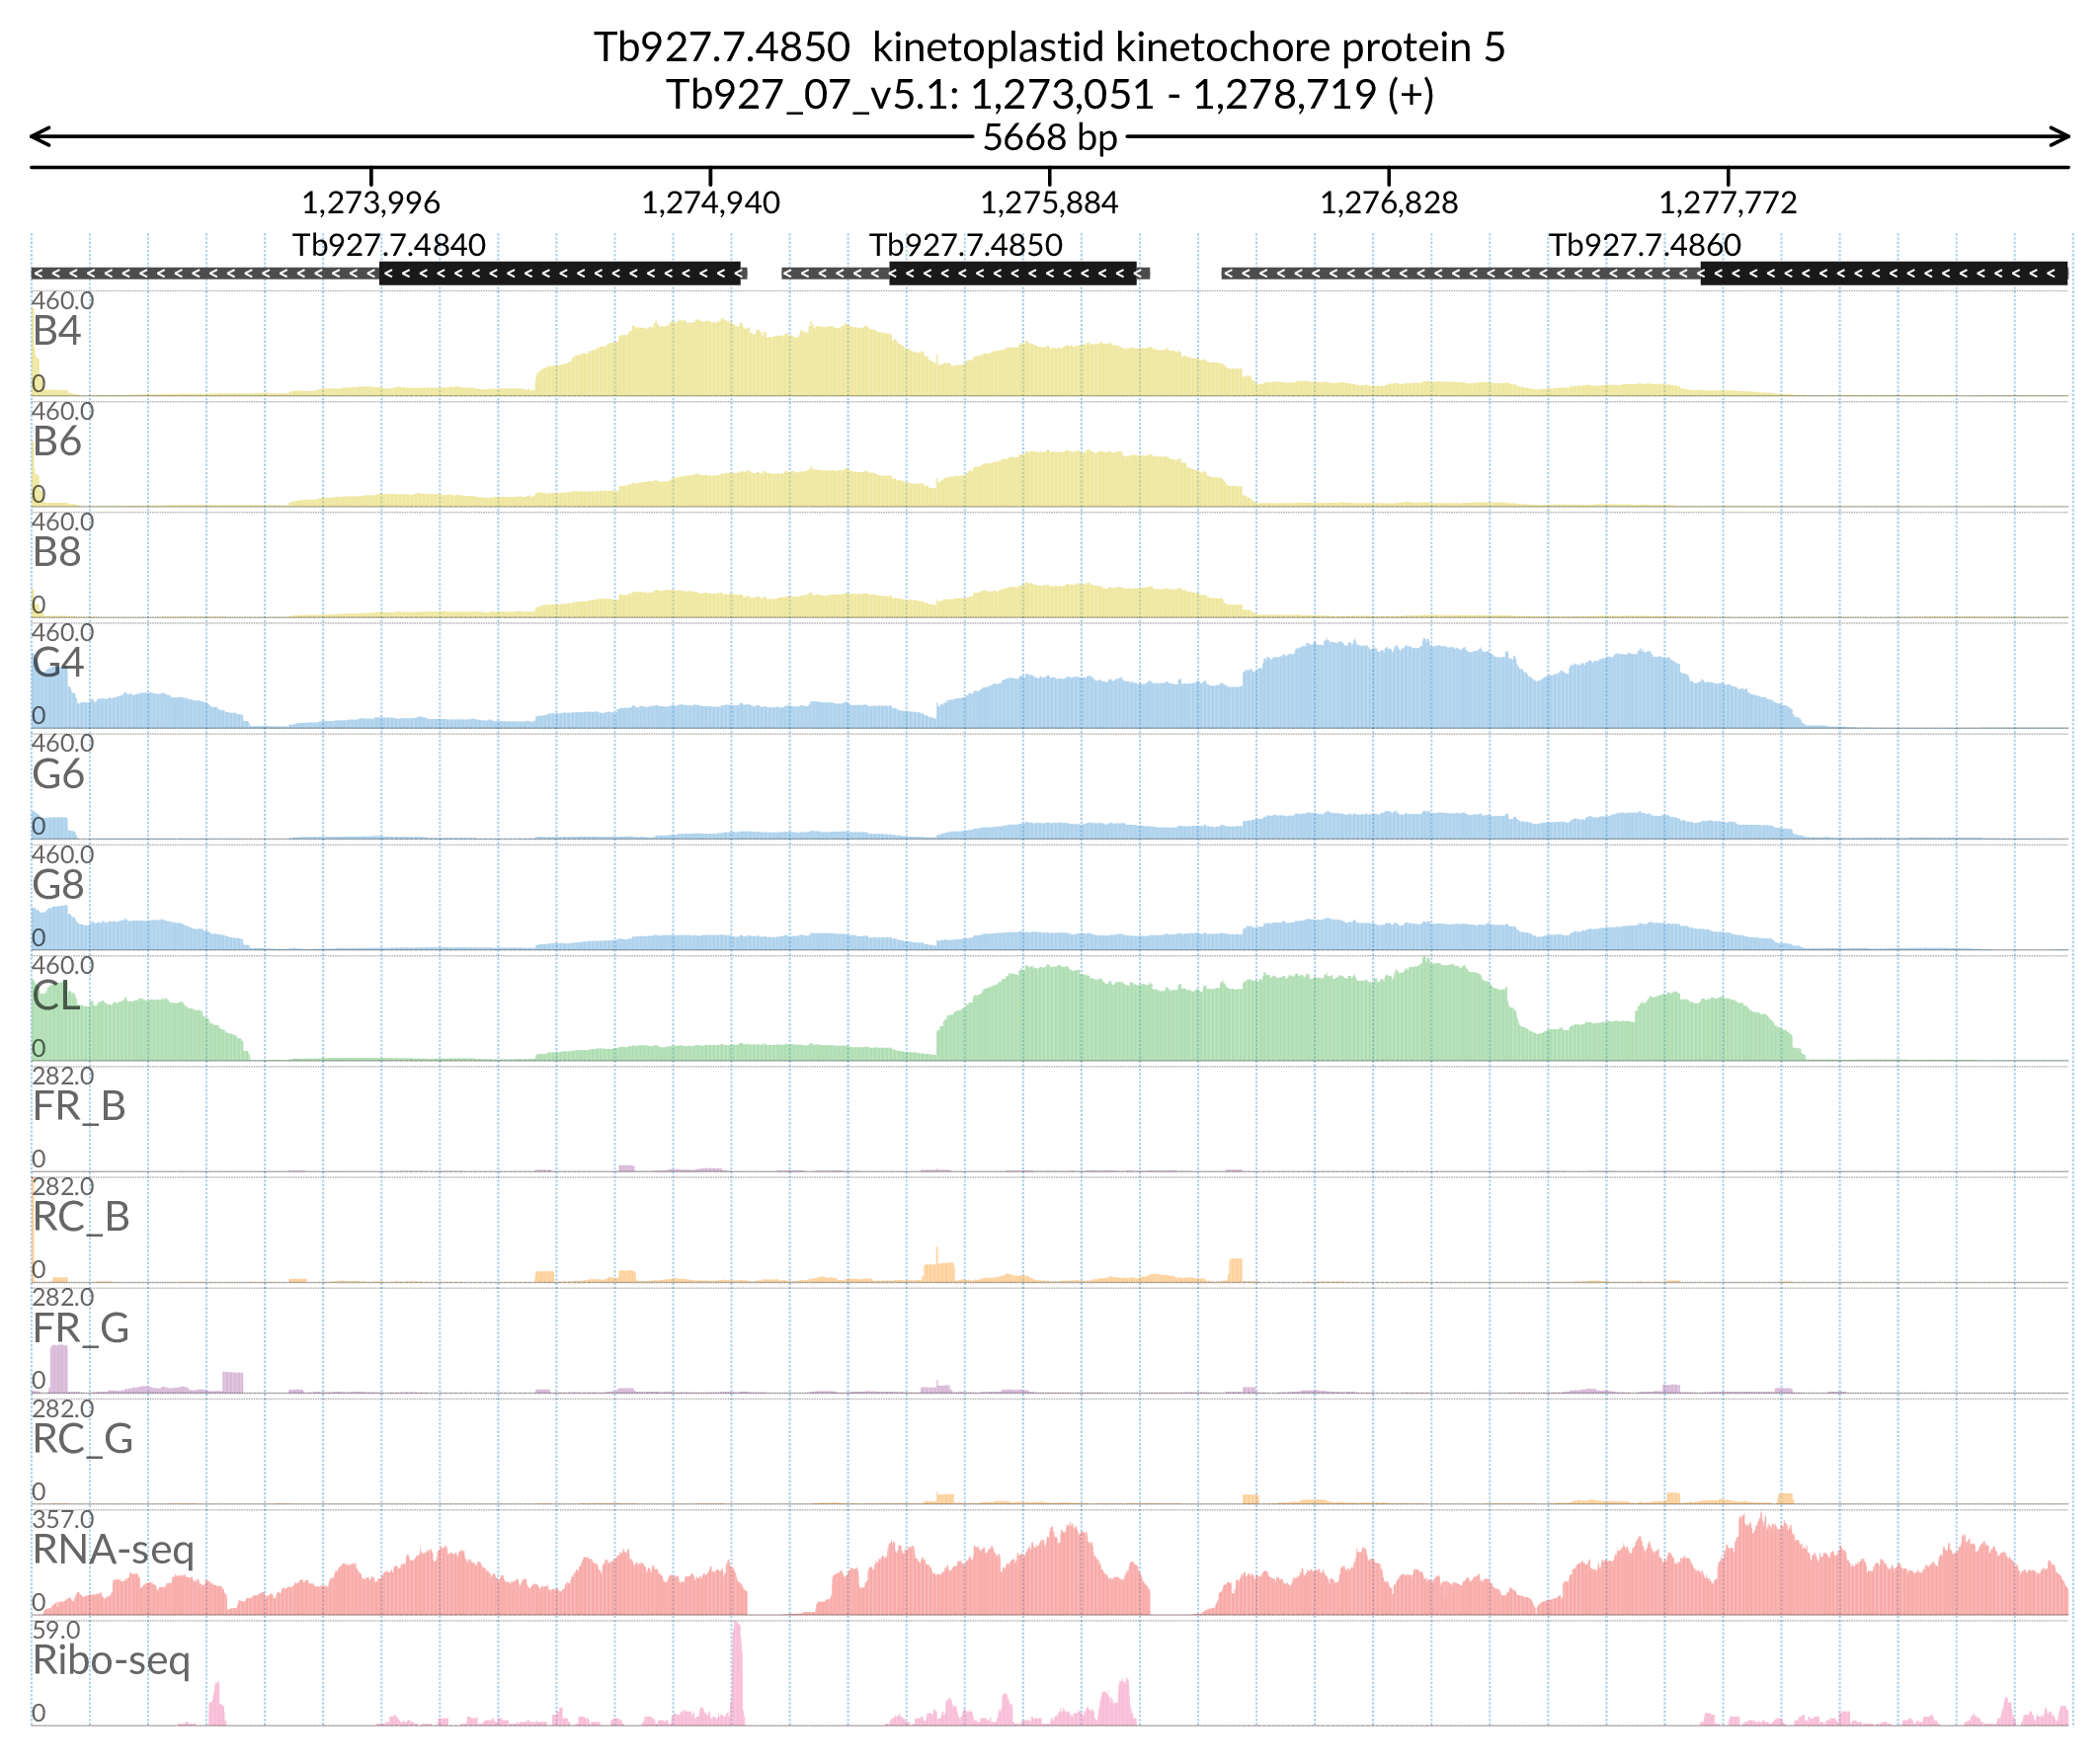 Tb927.7.4850 kinetoplastid kinetochore protein 5
Tb927_07_v5.1: 1,273,051 - 1,278,719 (+)
5668 bp
1,273,996 1,274,940 1,275,884 1,276,828 1,277,772
Tb927.7.4840 Tb927.7.4850 Tb927.7.4860
460.0
B4
0
460.0
B6
0
460.0
B8
0
460.0
G4
0
460.0
G6
0
460.0
G8
0
460.0
CL
0
282.0
FR_B
0
282.0
RC_B
0
282.0
FR_G
0
282.0
RC_G
0
357.0
RNA-seq
0
59.0
Ribo-seq
0